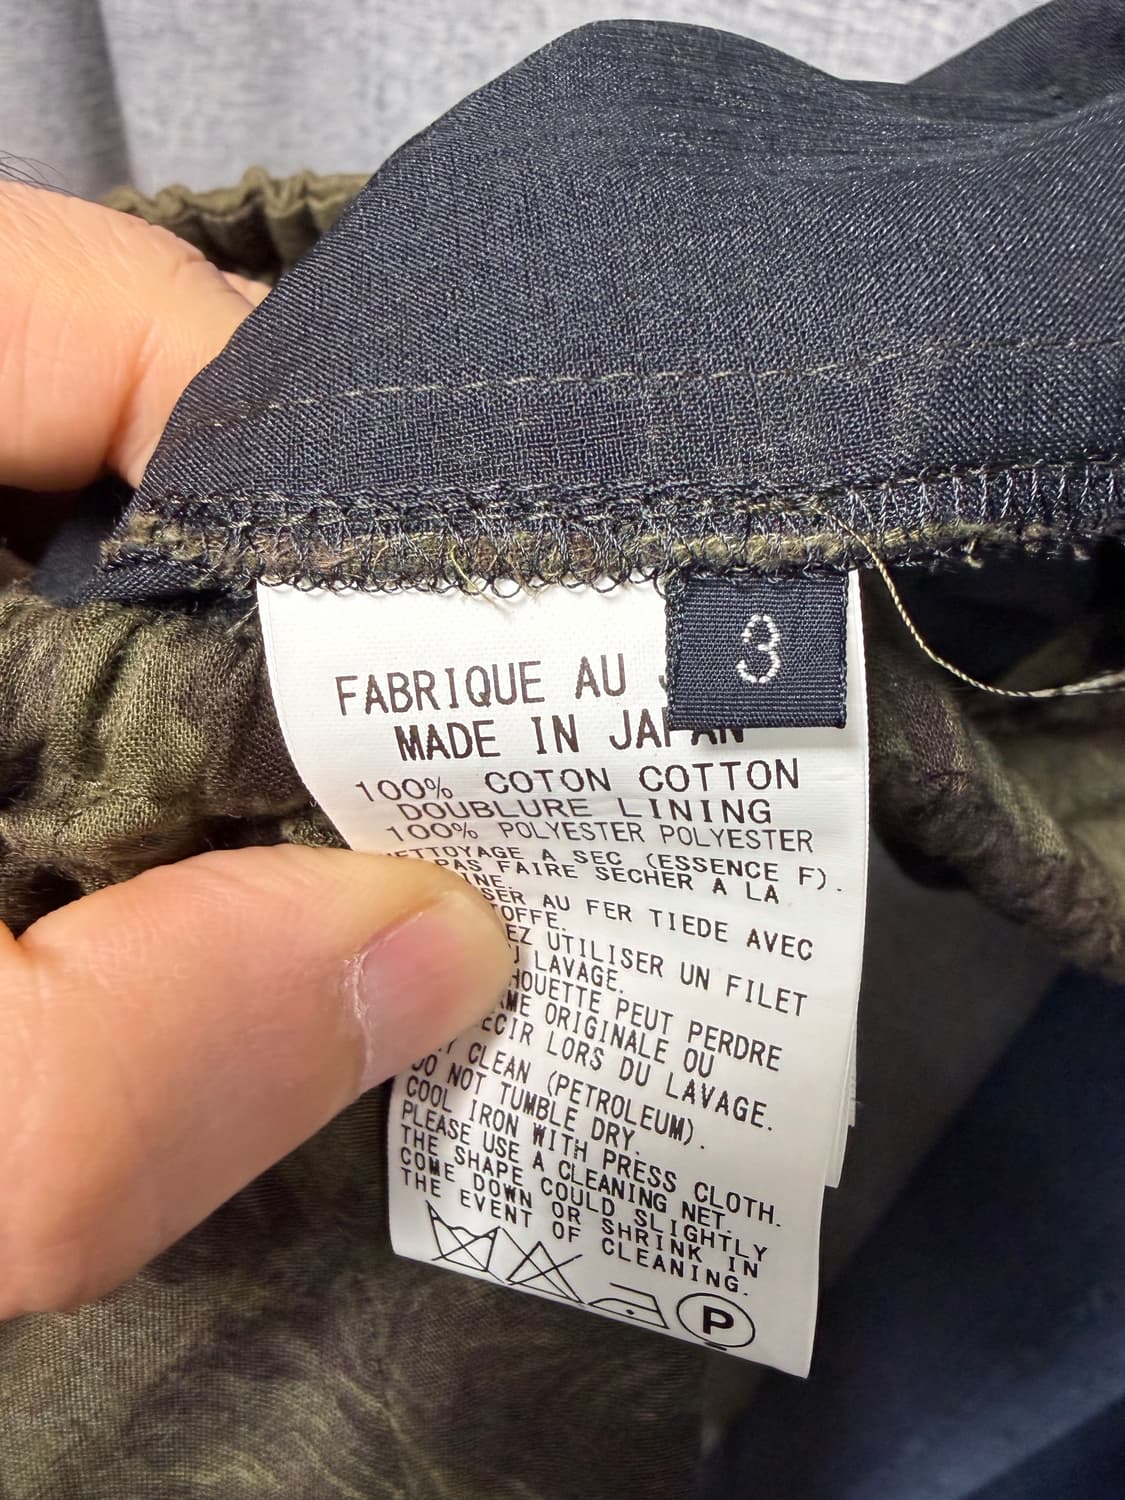 3
FABRIQUE AU
MADE IN JAPAN
100% COTON COTTON
DOUBLURE LINING
100% POLYESTER POLYESTER
A SEC (ESSENCE F).
PAS FAIRE SECHER A LA
AU FER TIEDE AVEC
UTILISER UN FILET
LAVAGE.
PEUT PERDRE
ORIGINALE OU
LORS DU LAVAGE.
CLEAN (PETROLEUM).
DO NOT TUMBLE DRY.
COOL IRON WITH PRESS CLOTH.
PLEASE USE A CLEANING NET.
THE SHAPE COULD SLIGHTLY
COME DOWN OR SHRINK IN
THE EVENT OF CLEANING.
P